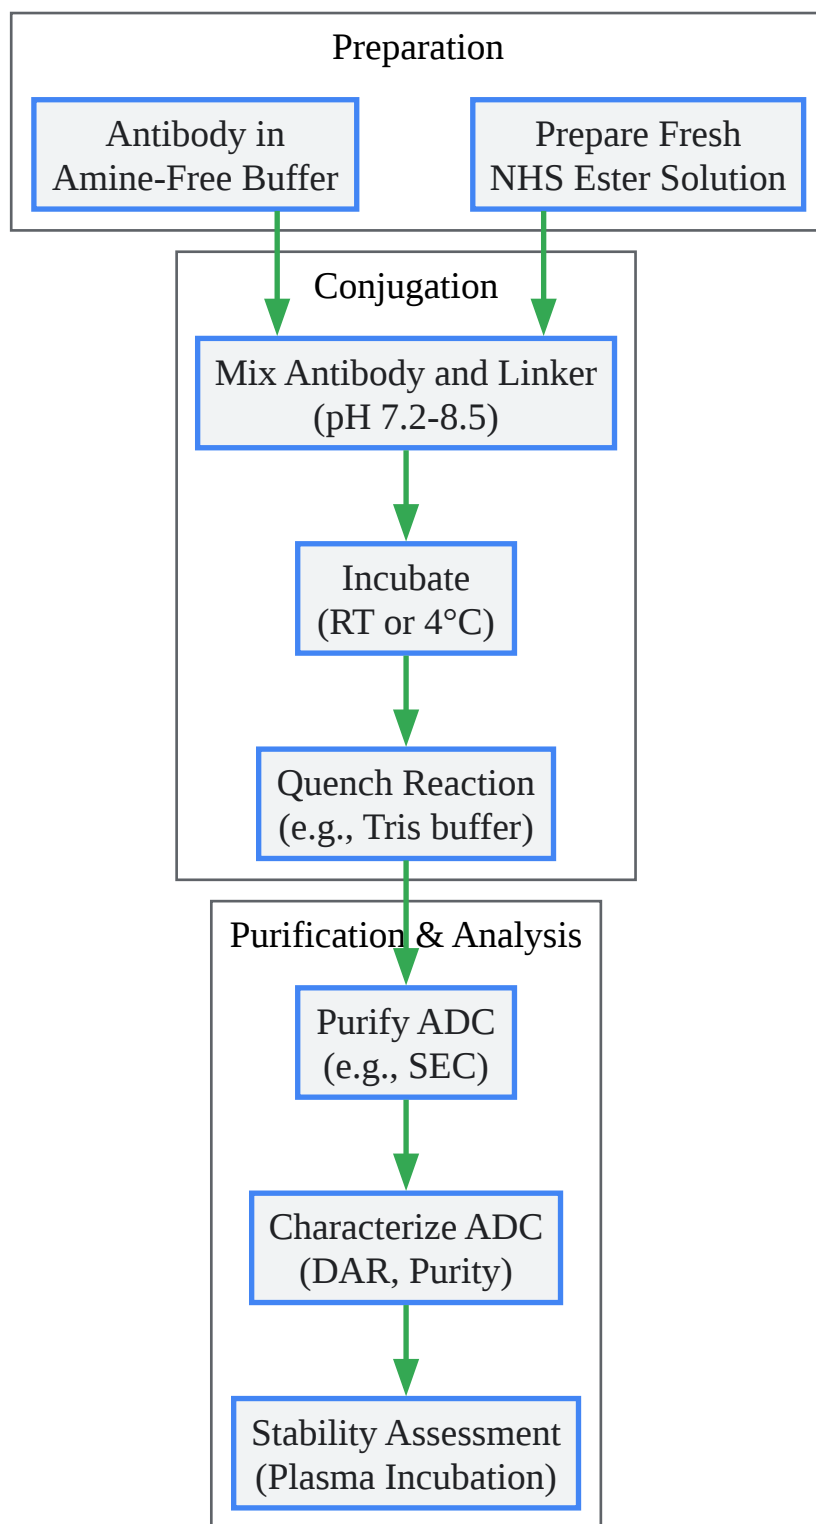 Preparation
Antibody in
Amine-Free Buffer
Prepare Fresh
NHS Ester Solution
Conjugation
Mix Antibody and Linker
(pH 7.2-8.5)
Incubate
(RT or 4°C)
Quench Reaction
(e.g., Tris buffer)
Purification & Analysis
Purify ADC
(e.g., SEC)
Characterize ADC
(DAR, Purity)
Stability Assessment
(Plasma Incubation)